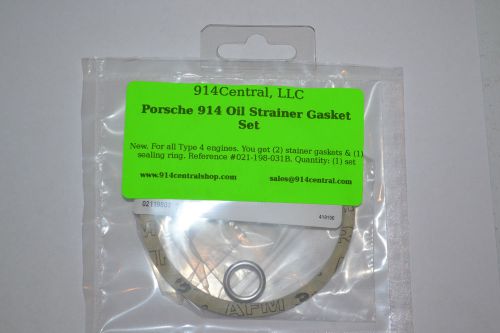 914Central, LLC
Porsche 914 Oil Strainer Gasket
Set
New. For all Type 4 engines. You get (2) stainer gaskets & (1)
sealing ring. Reference #021-198-031B. Quantity: (1) set
www.914centralshop.com sales@914central.com
AFM